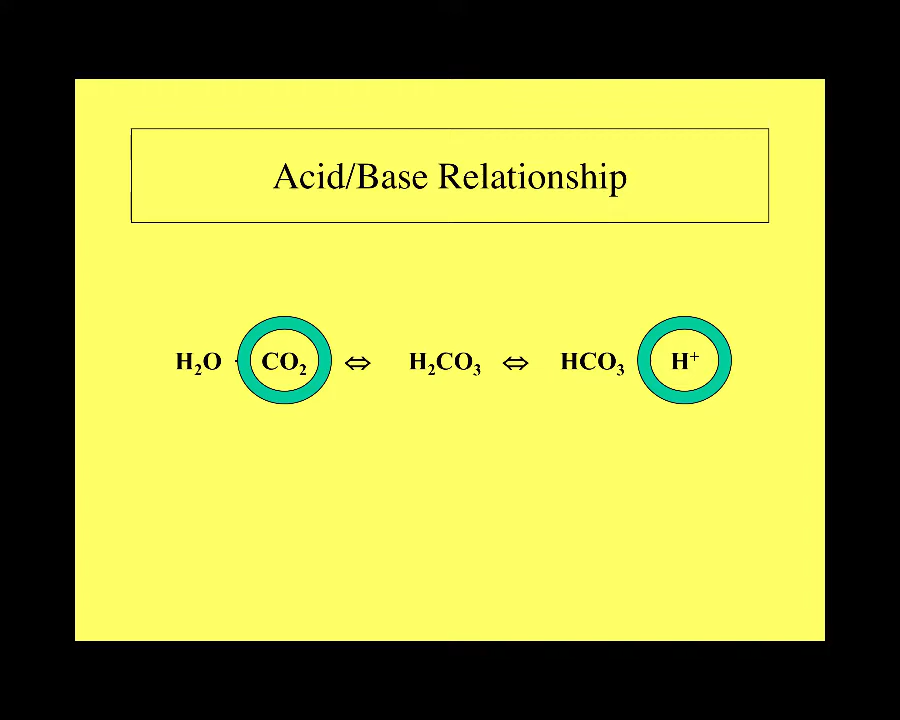 Acid/Base Relationship
H₂O CO₂ ⇔ H₂CO₃ ⇔ HCO₃ H⁺